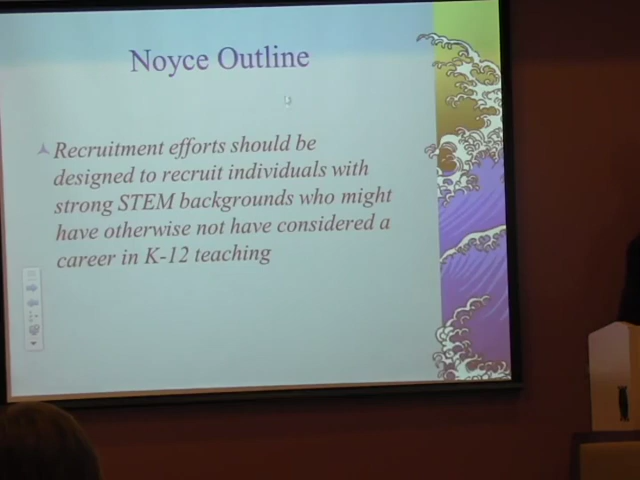 Noyce Outline
Recruitment efforts should be
designed to recruit individuals with
strong STEM backgrounds who might
have otherwise not have considered a
career in K-12 teaching